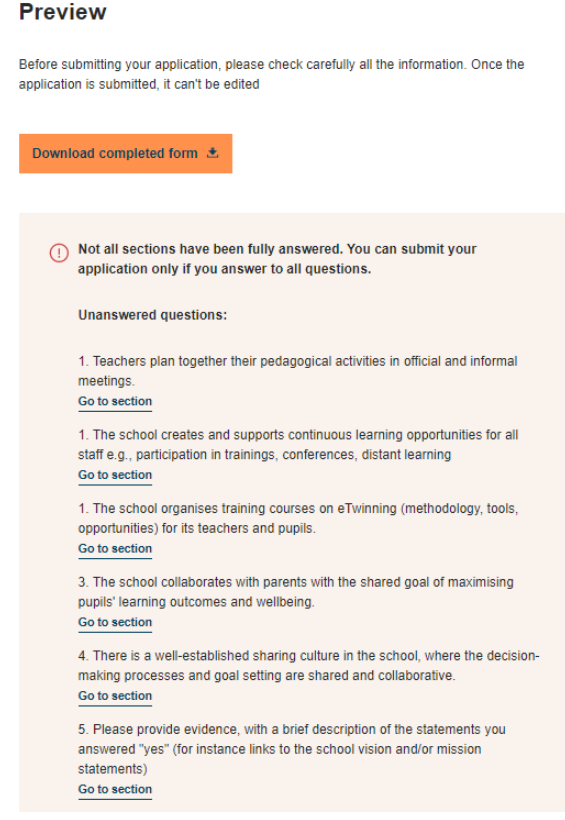 Preview
Before submitting your application, please check carefully all the information. Once the
application is submitted, it can't be edited
Download completed form
Not all sections have been fully answered. You can submit your
application only if you answer to all questions.
Unanswered questions:
1. Teachers plan together their pedagogical activities in official and informal
meetings.
Go to section
1. The school creates and supports continuous learning opportunities for all
staff e.g., participation in trainings, conferences, distant learning
Go to section
1. The school organises training courses on eTwinning (methodology, tools,
opportunities) for its teachers and pupils.
Go to section
3. The school collaborates with parents with the shared goal of maximising
pupils' learning outcomes and wellbeing.
Go to section
4. There is a well-established sharing culture in the school, where the decision-
making processes and goal setting are shared and collaborative.
Go to section
5. Please provide evidence, with a brief description of the statements you
answered "yes" (for instance links to the school vision and/or mission
statements)
Go to section